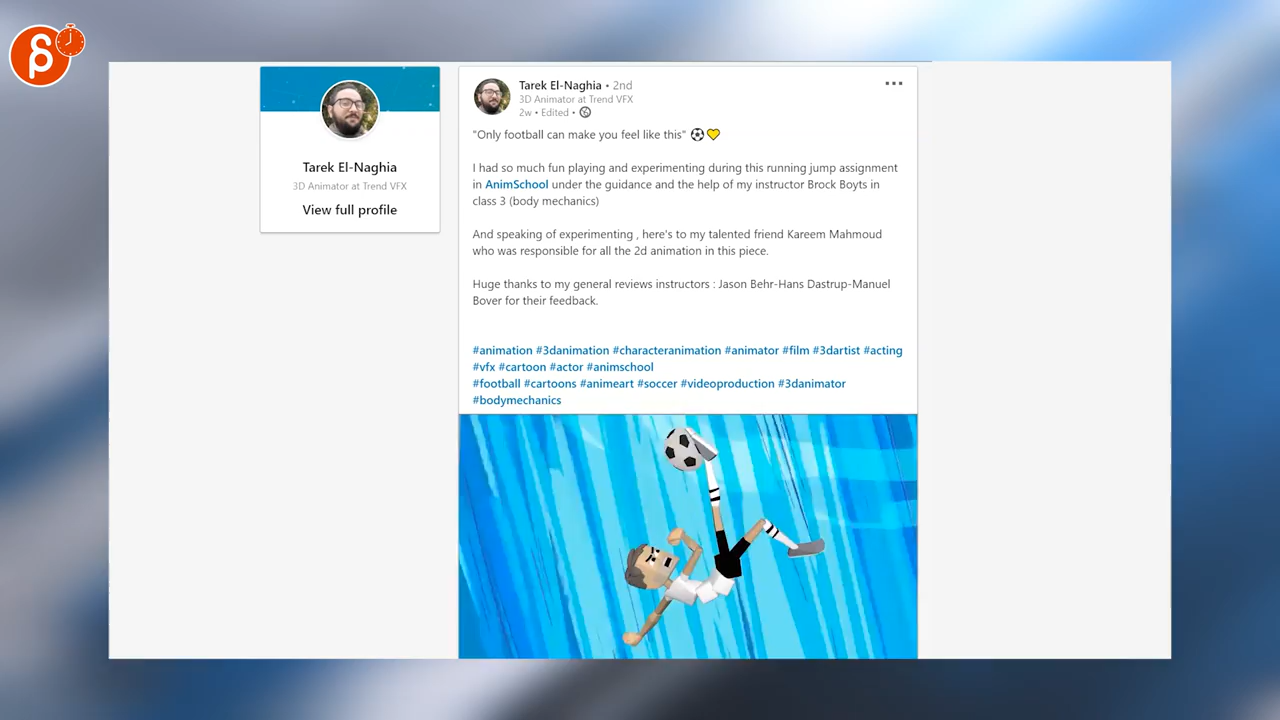 Tarek El-Naghia
3D Animator at Trend VFX
View full profile
Tarek El-Naghia • 2nd
3D Animator at Trend VFX
2w • Edited •
"Only football can make you feel like this" ⚽💛
I had so much fun playing and experimenting during this running jump assignment
in AnimSchool under the guidance and the help of my instructor Brock Boyts in
class 3 (body mechanics)
And speaking of experimenting , here's to my talented friend Kareem Mahmoud
who was responsible for all the 2d animation in this piece.
Huge thanks to my general reviews instructors : Jason Behr-Hans Dastrup-Manuel
Bover for their feedback.
#animation #3danimation #characteranimation #animator #film #3dartist #acting
#vfx #cartoon #actor #animschool
#football #cartoons #animeart #soccer #videoproduction #3danimator
#bodymechanics